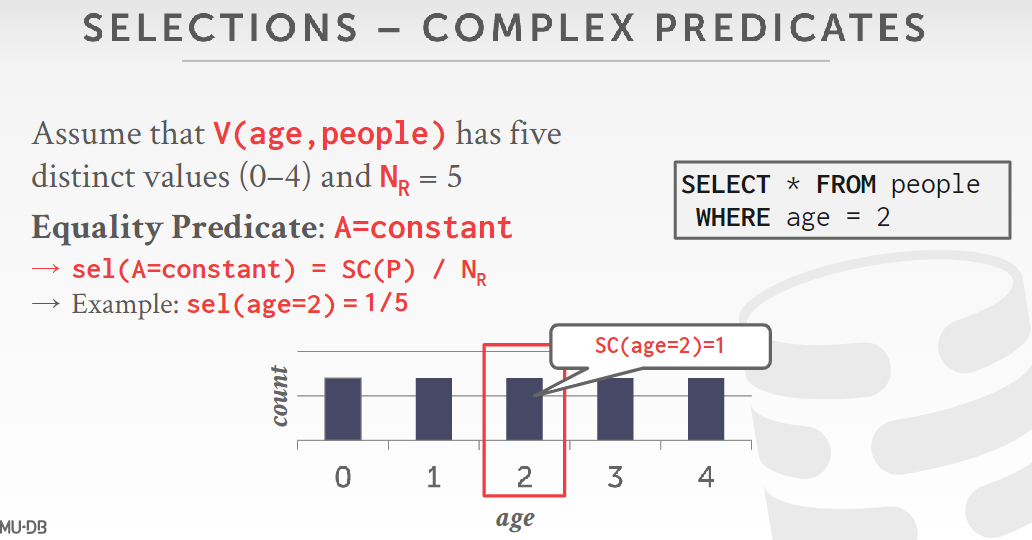 SELECTIONS – COMPLEX PREDICATES
Assume that V(age,people) has five
distinct values (0–4) and NR = 5
Equality Predicate: A=constant
→ sel(A=constant) = SC(P) / NR
→ Example: sel(age=2) = 1/5
SELECT * FROM people
WHERE age = 2
SC(age=2)=1
count
0 1 2 3 4
age
MU·DB